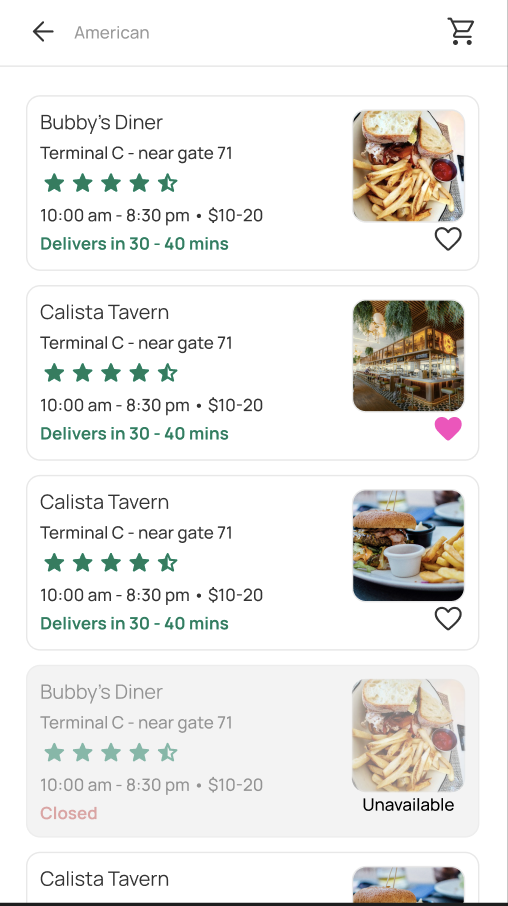 American
Bubby's Diner
Terminal C - near gate 71
10:00 am - 8:30 pm • $10-20
Delivers in 30 - 40 mins
Calista Tavern
Terminal C - near gate 71
10:00 am - 8:30 pm • $10-20
Delivers in 30 - 40 mins
Calista Tavern
Terminal C - near gate 71
10:00 am - 8:30 pm • $10-20
Delivers in 30 - 40 mins
Bubby's Diner
Terminal C - near gate 71
10:00 am - 8:30 pm • $10-20
Closed
Unavailable
Calista Tavern